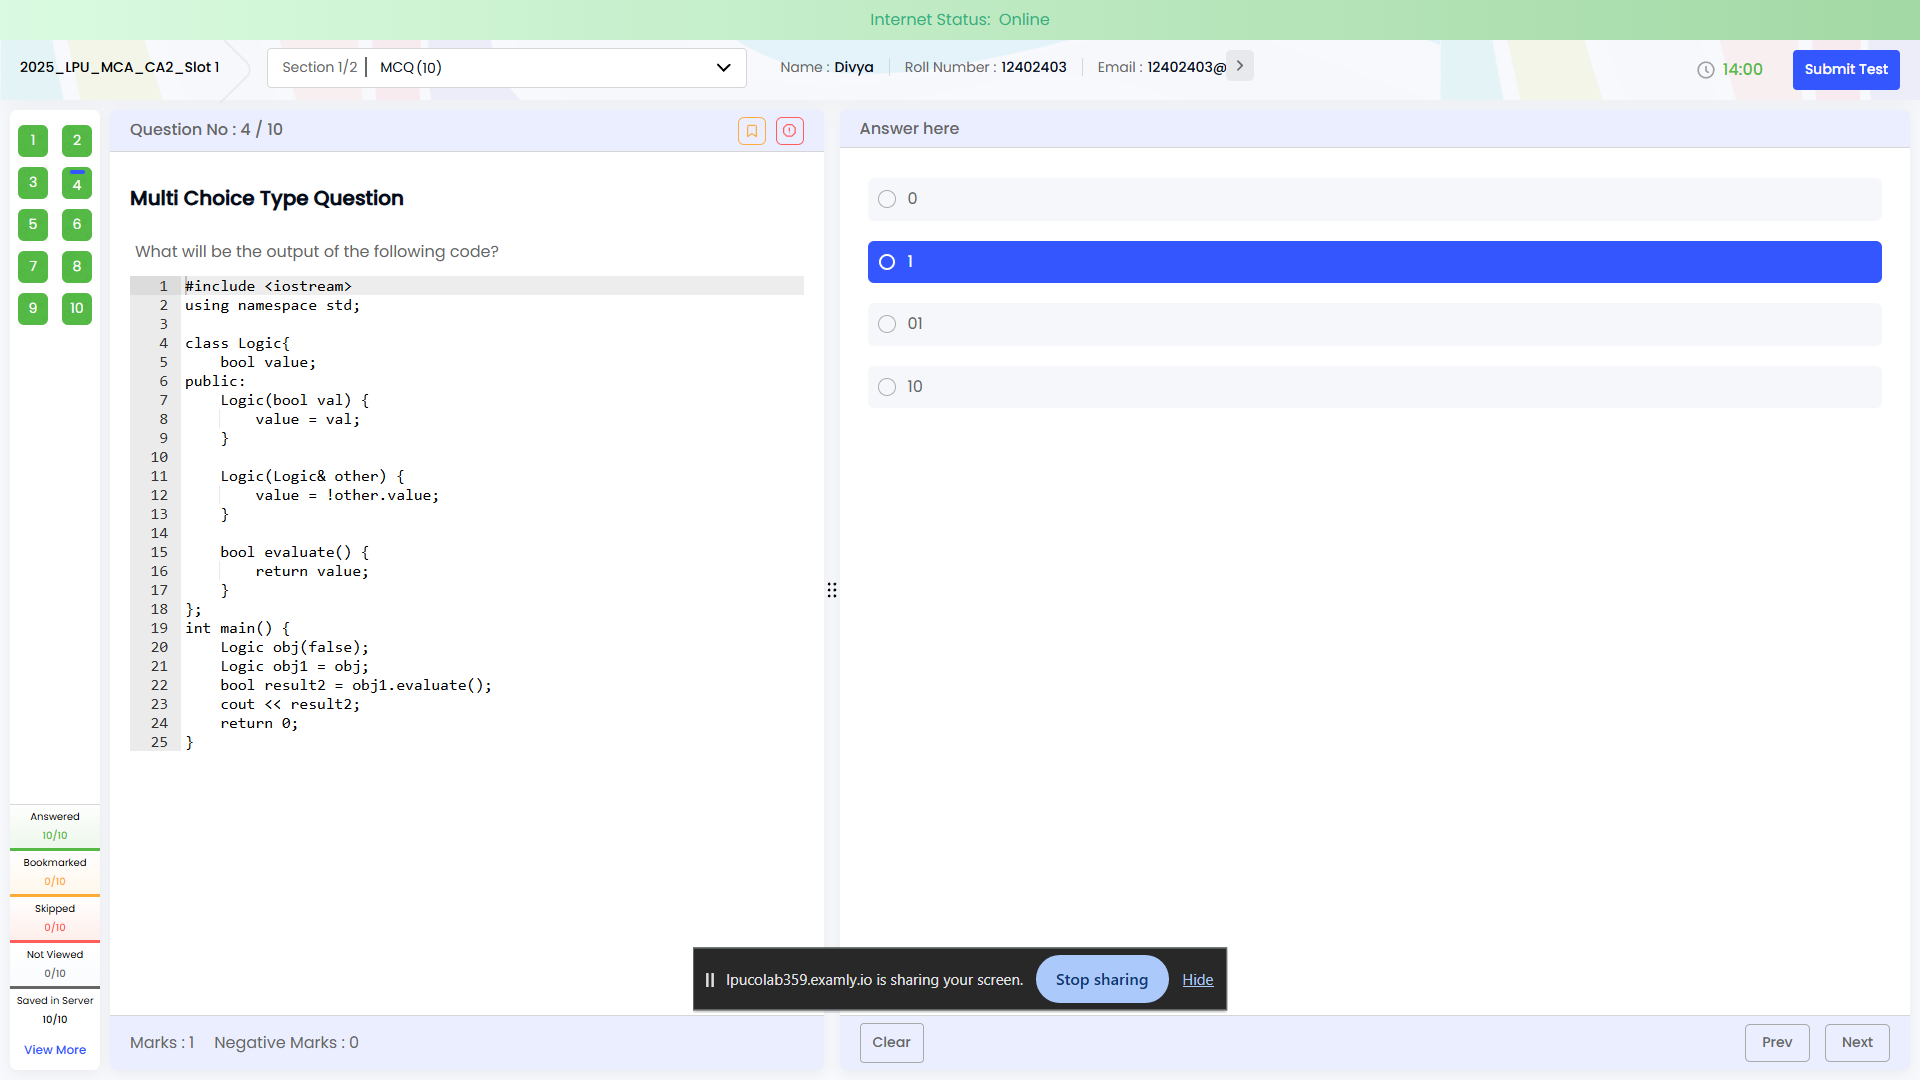 Internet Status: Online
2025_LPU_MCA_CA2_Slot 1
Section 1/2 | MCQ (10)
Name : Divya
Roll Number : 12402403
Email : 12402403@
14:00
Submit Test
1 2
3 4
5 6
7 8
9 10
Question No : 4 / 10
Multi Choice Type Question
What will be the output of the following code?
1 #include <iostream>
2 using namespace std;
3
4 class Logic{
5     bool value;
6 public:
7     Logic(bool val) {
8         value = val;
9     }
10
11     Logic(Logic& other) {
12         value = !other.value;
13     }
14
15     bool evaluate() {
16         return value;
17     }
18 };
19 int main() {
20     Logic obj(false);
21     Logic obj1 = obj;
22     bool result2 = obj1.evaluate();
23     cout << result2;
24     return 0;
25 }
Answer here
0
1
01
10
Answered
10/10
Bookmarked
0/10
Skipped
0/10
Not Viewed
0/10
Saved in Server
10/10
View More
lpucolab359.examly.io is sharing your screen.
Stop sharing
Hide
Marks : 1
Negative Marks : 0
Clear
Prev
Next